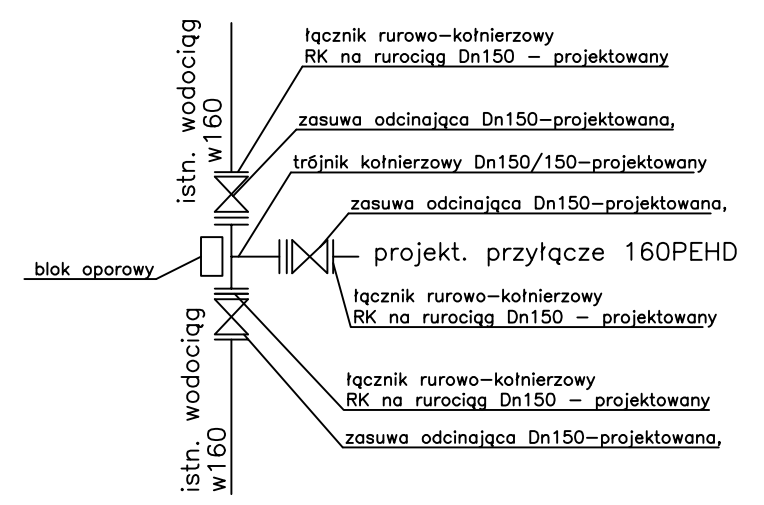 istn. wodociąg
w160
łącznik rurowo-kołnierzowy
RK na rurociąg Dn150 – projektowany
zasuwa odcinająca Dn150-projektowana,
trójnik kołnierzowy Dn150/150-projektowany
zasuwa odcinająca Dn150-projektowana,
projekt. przyłącze 160PEHD
blok oporowy
łącznik rurowo-kołnierzowy
RK na rurociąg Dn150 – projektowany
istn. wodociąg
w160
łącznik rurowo-kołnierzowy
RK na rurociąg Dn150 – projektowany
zasuwa odcinająca Dn150-projektowana,